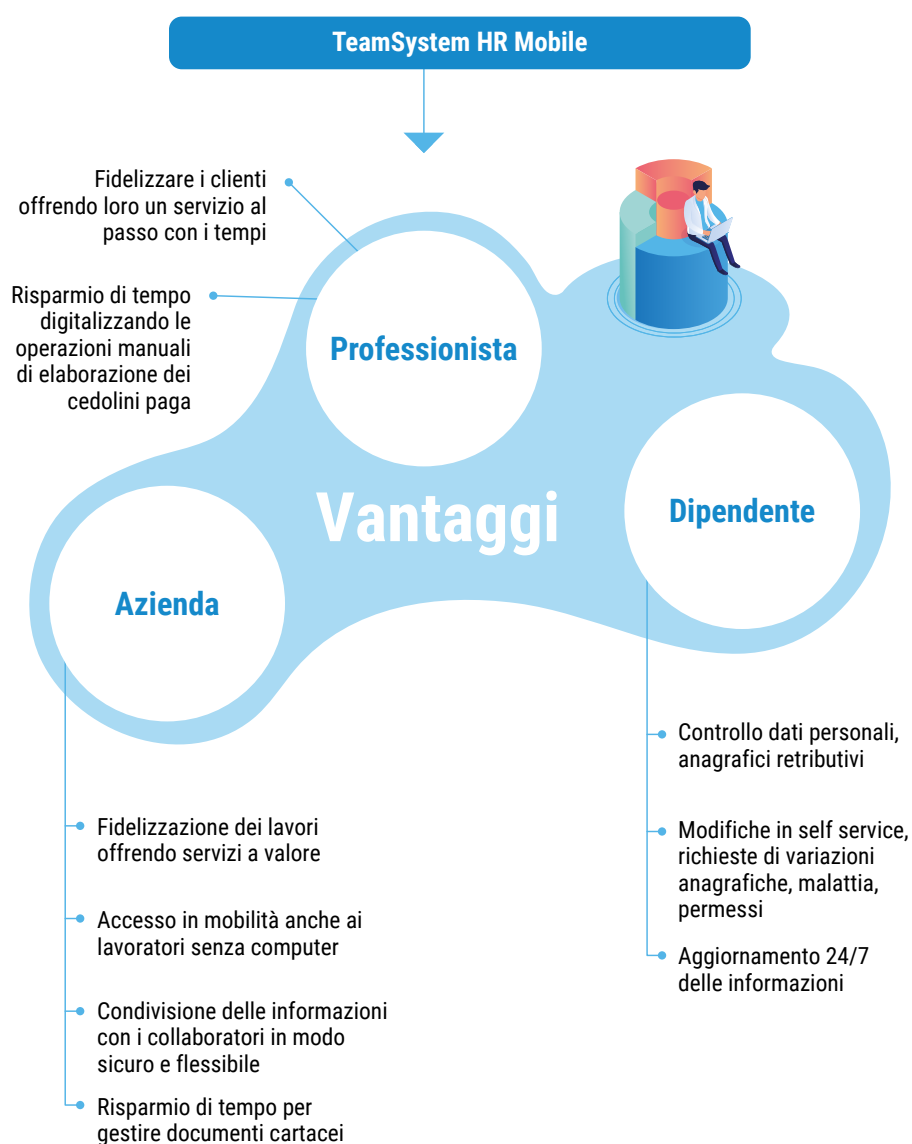 TeamSystem HR Mobile
Fidelizzare i clienti
offrendo loro un servizio al
passo con i tempi
Risparmio di tempo
digitalizzando le
operazioni manuali
di elaborazione dei
cedolini paga
Professionista
Vantaggi
Dipendente
Azienda
Controllo dati personali,
anagrafici retributivi
Modifiche in self service,
richieste di variazioni
anagrafiche, malattia,
permessi
Aggiornamento 24/7
delle informazioni
Fidelizzazione dei lavori
offrendo servizi a valore
Accesso in mobilità anche ai
lavoratori senza computer
Condivisione delle informazioni
con i collaboratori in modo
sicuro e flessibile
Risparmio di tempo per
gestire documenti cartacei